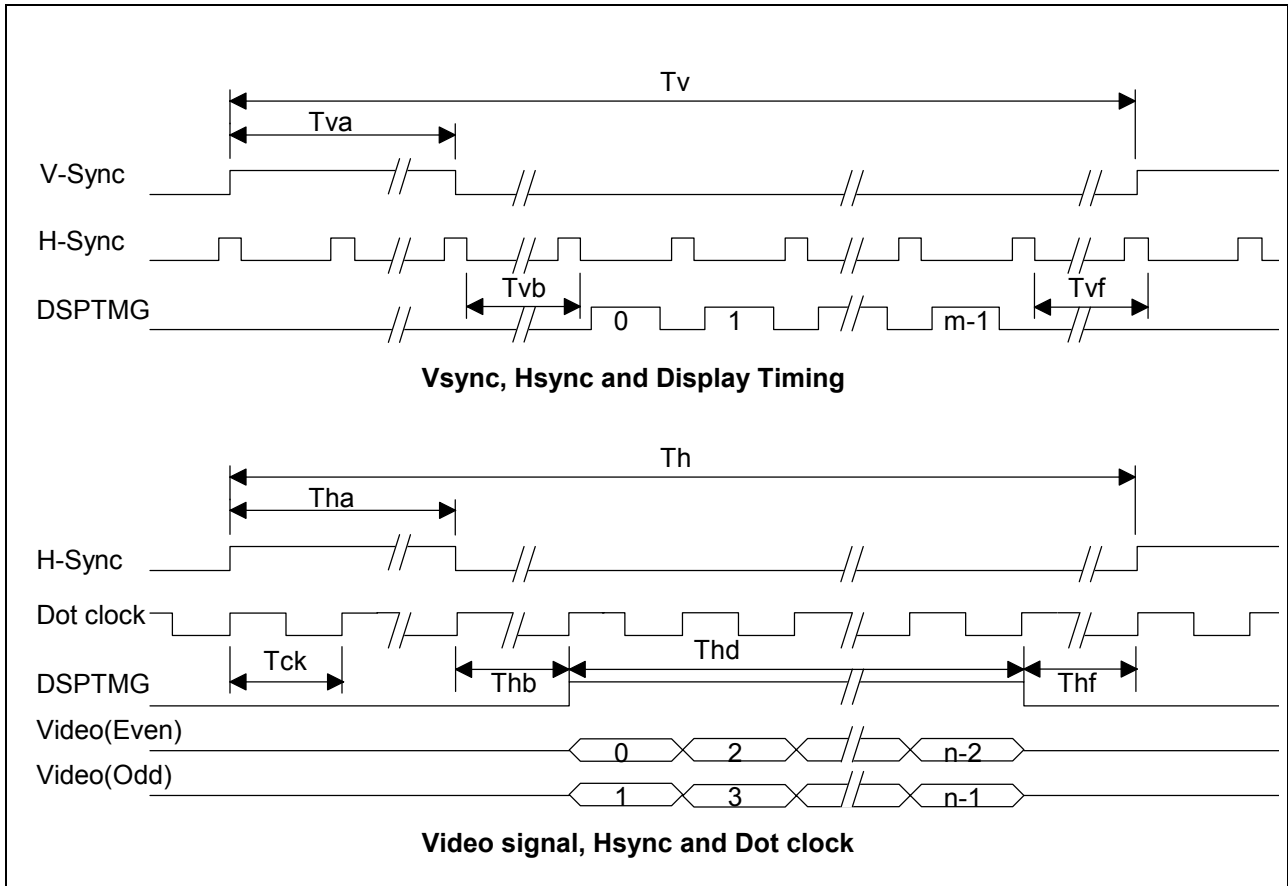 Tv
Tva
V-Sync
H-Sync
Tvb
Tvf
DSPTMG
0 1 m-1
Vsync, Hsync and Display Timing
Th
Tha
H-Sync
Dot clock
Tck
Thb
Thd
Thf
DSPTMG
Video(Even)
0 2 n-2
Video(Odd)
1 3 n-1
Video signal, Hsync and Dot clock